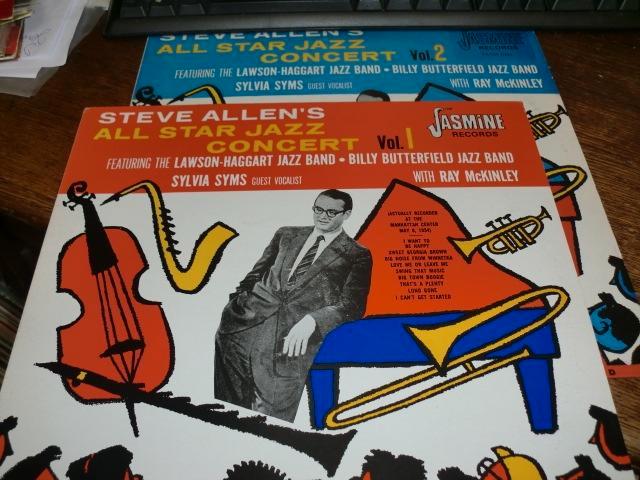 STEVE ALLEN'S
ALL STAR JAZZ
CONCERT Vol. 2
JASMINE
RECORDS
FEATURING THE LAWSON-HAGGART JAZZ BAND • BILLY BUTTERFIELD JAZZ BAND
SYLVIA SYMS GUEST VOCALIST WITH RAY McKINLEY
STEVE ALLEN'S
ALL STAR JAZZ
CONCERT Vol. 1
JASMINE
RECORDS
FEATURING THE LAWSON-HAGGART JAZZ BAND • BILLY BUTTERFIELD JAZZ BAND
SYLVIA SYMS GUEST VOCALIST WITH RAY McKINLEY
(ACTUALLY RECORDED
AT THE
MANHATTAN CENTER
MAY 8, 1954)
I WANT TO
BE HAPPY
SWEET GEORGIA BROWN
BIG NOISE FROM WINNETKA
LOVE ME OR LEAVE ME
SWING THAT MUSIC
BIG TOWN BOOGIE
THAT'S A PLENTY
LONG GONE
I CAN'T GET STARTED